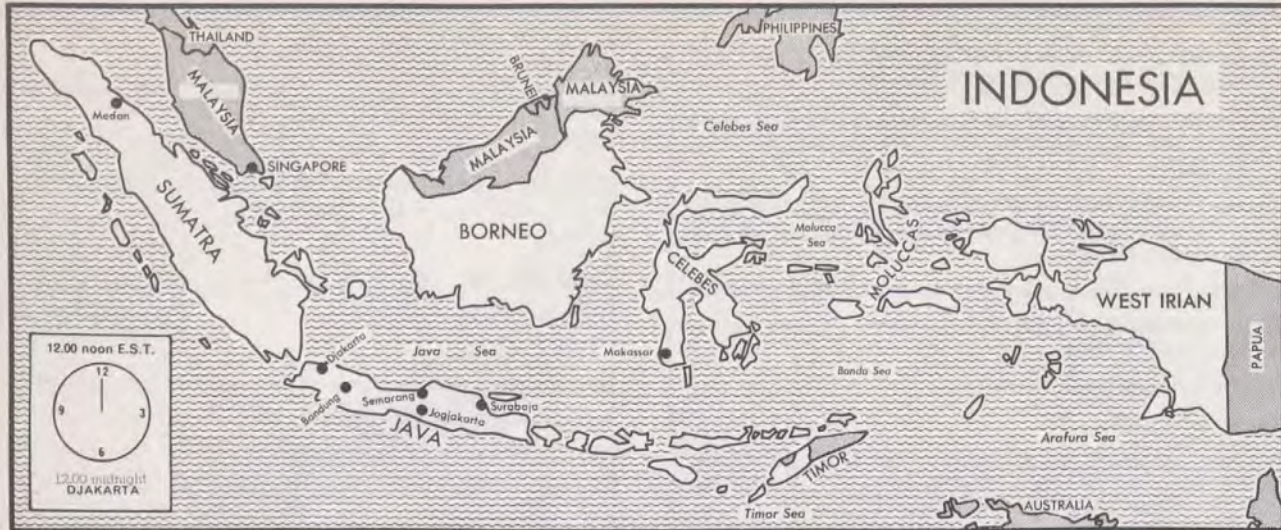 THAILAND
PHILIPPINES
INDONESIA
MALAYSIA
BRUNEI
MALAYSIA
Medan
Celebes Sea
MALAYSIA
SINGAPORE
SUMATRA
BORNEO
Molucca
Sea
MOLUCCAS
CELEBES
WEST IRIAN
PAPUA
12.00 noon E.S.T.
12
9
3
6
12.00 midnight
DJAKARTA
Djakarta
Java Sea
Makassar
Banda Sea
Bandung
Semarang
Surabaja
Jogjakarta
JAVA
Arafura Sea
TIMOR
Timor Sea
AUSTRALIA